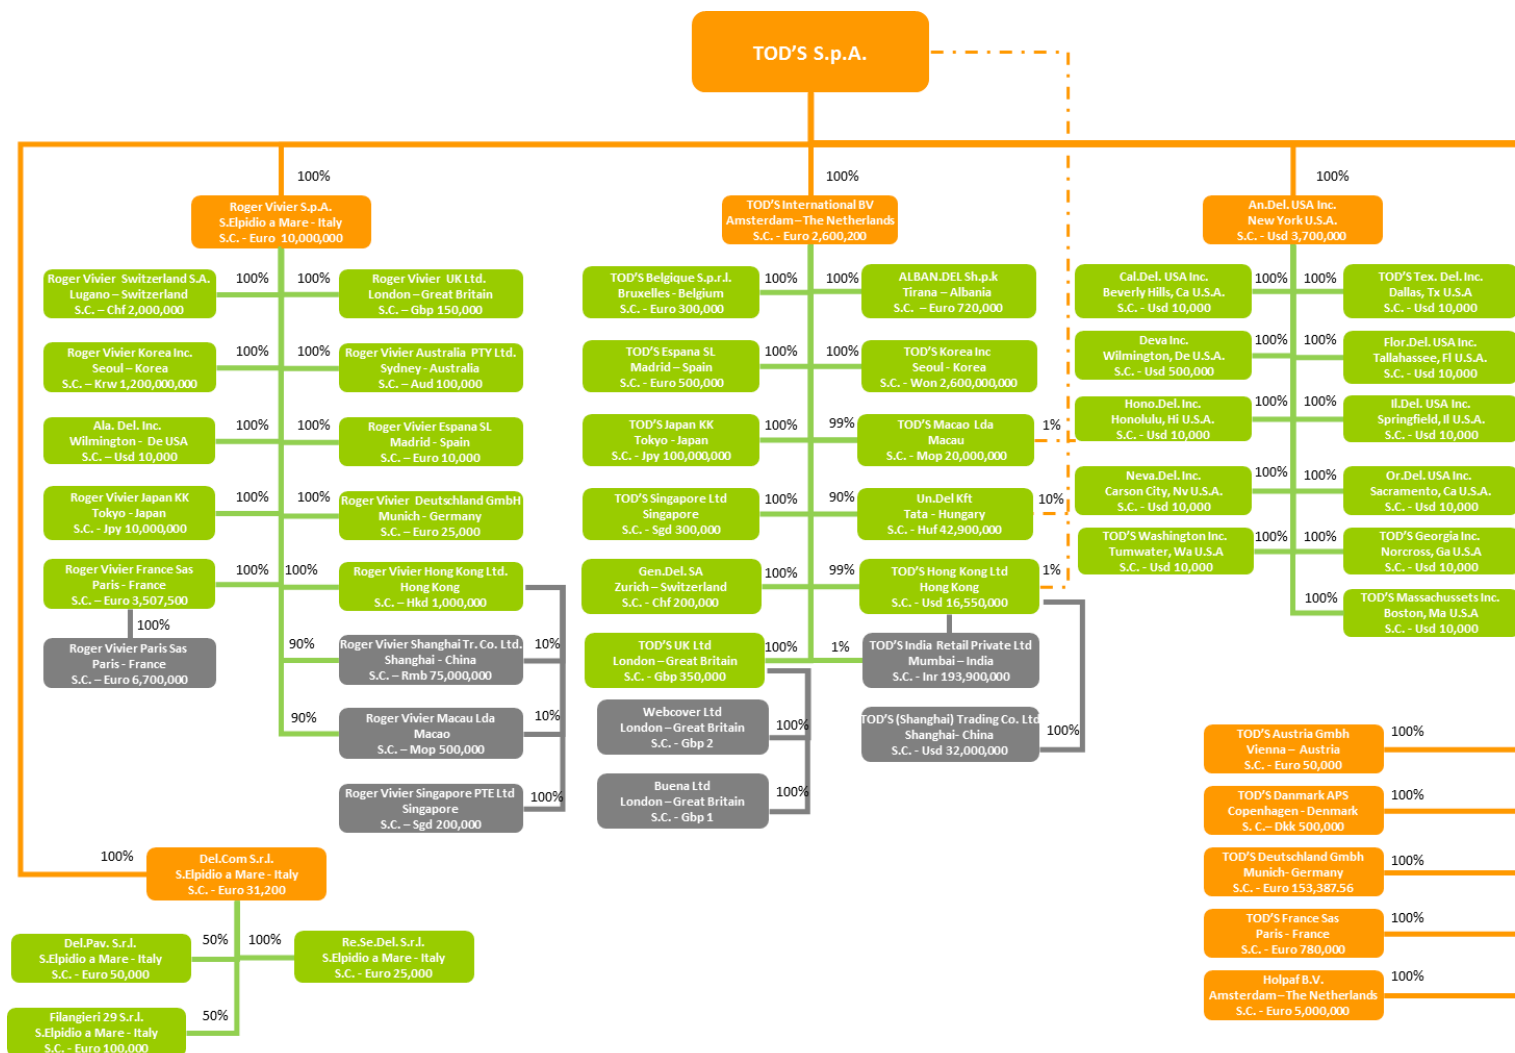 TOD'S S.p.A.
100%
100%
100%
Roger Vivier S.p.A.
S.Elpidio a Mare - Italy
S.C. - Euro 10,000,000
TOD'S International BV
Amsterdam – The Netherlands
S.C. - Euro 2,600,200
An.Del. USA Inc.
New York U.S.A.
S.C. - Usd 3,700,000
Roger Vivier Switzerland S.A.
Lugano – Switzerland
S.C. – Chf 2,000,000
100%
100%
Roger Vivier UK Ltd.
London – Great Britain
S.C. – Gbp 150,000
Roger Vivier Korea Inc.
Seoul – Korea
S.C. – Krw 1,200,000,000
100%
100%
Roger Vivier Australia PTY Ltd.
Sydney - Australia
S.C. – Aud 100,000
Ala. Del. Inc.
Wilmington - De USA
S.C. – Usd 10,000
100%
100%
Roger Vivier Espana SL
Madrid - Spain
S.C. – Euro 10,000
Roger Vivier Japan KK
Tokyo - Japan
S.C. - Jpy 10,000,000
100%
100%
Roger Vivier Deutschland GmbH
Munich - Germany
S.C. – Euro 25,000
Roger Vivier France Sas
Paris - France
S.C. – Euro 3,507,500
100%
100%
Roger Vivier Hong Kong Ltd.
Hong Kong
S.C. – Hkd 1,000,000
100%
Roger Vivier Paris Sas
Paris - France
S.C. – Euro 6,700,000
90%
Roger Vivier Shanghai Tr. Co. Ltd.
Shanghai - China
S.C. – Rmb 75,000,000
10%
90%
Roger Vivier Macau Lda
Macao
S.C. – Mop 500,000
10%
Roger Vivier Singapore PTE Ltd
Singapore
S.C. – Sgd 200,000
100%
TOD'S Belgique S.p.r.l.
Bruxelles - Belgium
S.C. - Euro 300,000
100%
100%
ALBAN.DEL Sh.p.k
Tirana – Albania
S.C. – Euro 720,000
TOD'S Espana SL
Madrid – Spain
S.C. - Euro 500,000
100%
100%
TOD'S Korea Inc
Seoul - Korea
S.C. - Won 2,600,000,000
TOD'S Japan KK
Tokyo - Japan
S.C. - Jpy 100,000,000
100%
99%
TOD'S Macao Lda
Macau
S.C. - Mop 20,000,000
1%
TOD'S Singapore Ltd
Singapore
S.C. - Sgd 300,000
100%
90%
Un.Del Kft
Tata - Hungary
S.C. - Huf 42,900,000
10%
Gen.Del. SA
Zurich – Switzerland
S.C. - Chf 200,000
100%
99%
TOD'S Hong Kong Ltd
Hong Kong
S.C. - Usd 16,550,000
1%
TOD'S UK Ltd
London – Great Britain
S.C. - Gbp 350,000
100%
1%
TOD'S India Retail Private Ltd
Mumbai – India
S.C. - Inr 193,900,000
Webcover Ltd
London – Great Britain
S.C. - Gbp 2
100%
TOD'S (Shanghai) Trading Co. Ltd
Shanghai- China
S.C. - Usd 32,000,000
100%
Buena Ltd
London – Great Britain
S.C. - Gbp 1
100%
Cal.Del. USA Inc.
Beverly Hills, Ca U.S.A.
S.C. - Usd 10,000
100%
100%
TOD'S Tex. Del. Inc.
Dallas, Tx U.S.A
S.C. - Usd 10,000
Deva Inc.
Wilmington, De U.S.A.
S.C. - Usd 500,000
100%
100%
Flor.Del. USA Inc.
Tallahassee, Fl U.S.A.
S.C. - Usd 10,000
Hono.Del. Inc.
Honolulu, Hi U.S.A.
S.C. - Usd 10,000
100%
100%
Il.Del. USA Inc.
Springfield, Il U.S.A.
S.C. - Usd 10,000
Neva.Del. Inc.
Carson City, Nv U.S.A.
S.C. - Usd 10,000
100%
100%
Or.Del. USA Inc.
Sacramento, Ca U.S.A.
S.C. - Usd 10,000
TOD'S Washington Inc.
Tumwater, Wa U.S.A
S.C. - Usd 10,000
100%
100%
TOD'S Georgia Inc.
Norcross, Ga U.S.A
S.C. - Usd 10,000
100%
TOD'S Massachussets Inc.
Boston, Ma U.S.A
S.C. - Usd 10,000
TOD'S Austria Gmbh
Vienna – Austria
S.C. - Euro 50,000
100%
TOD'S Danmark APS
Copenhagen - Denmark
S. C.– Dkk 500,000
100%
TOD'S Deutschland Gmbh
Munich- Germany
S.C. - Euro 153,387.56
100%
TOD'S France Sas
Paris - France
S.C. - Euro 780,000
100%
Holpaf B.V.
Amsterdam – The Netherlands
S.C. - Euro 5,000,000
100%
100%
Del.Com S.r.l.
S.Elpidio a Mare - Italy
S.C. - Euro 31,200
Del.Pav. S.r.l.
S.Elpidio a Mare - Italy
S.C. - Euro 50,000
50%
100%
Re.Se.Del. S.r.l.
S.Elpidio a Mare - Italy
S.C. - Euro 25,000
Filangieri 29 S.r.l.
S.Elpidio a Mare - Italy
S.C. - Euro 100,000
50%